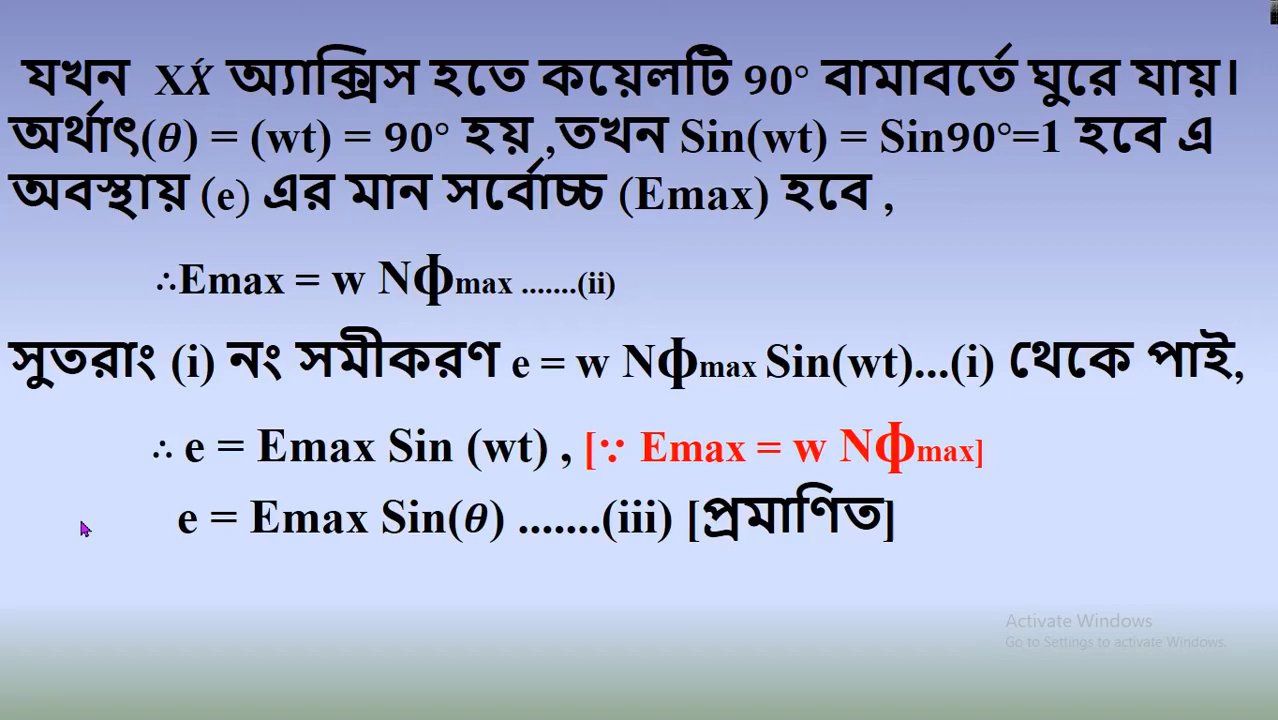 যখন XX́ অ্যাক্সিস হতে কয়েলটি 90° বামাবর্তে ঘুরে যায়।
অর্থাৎ(θ) = (wt) = 90° হয় ,তখন Sin(wt) = Sin90°=1 হবে এ
অবস্থায় (e) এর মান সর্বোচ্চ (Emax) হবে ,
∴Emax = w Nφmax .......(ii)
সুতরাং (i) নং সমীকরণ e = w Nφmax Sin(wt)...(i) থেকে পাই,
∴ e = Emax Sin (wt) , [∵ Emax = w Nφmax]
e = Emax Sin(θ) .......(iii) [প্রমাণিত]
Activate Windows
Go to Settings to activate Windows.